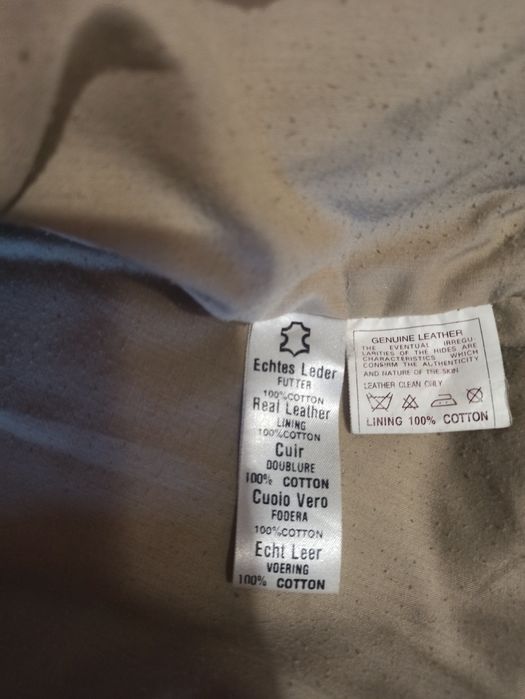 Echtes Leder
FUTTER
100%COTTON
Real Leather
LINING
100%COTTON
Cuir
DOUBLURE
100% COTTON
Cuoio Vero
FODERA
100%COTTON
Echt Leer
VOERING
100% COTTON
GENUINE LEATHER
THE EVENTUAL IRREGU-
LARITIES OF THE HIDES ARE
CHARACTERISTICS WHICH
CONFIRM THE AUTHENTICITY
AND NATURE OF THE SKIN
LEATHER CLEAN ONLY
LINING 100% COTTON